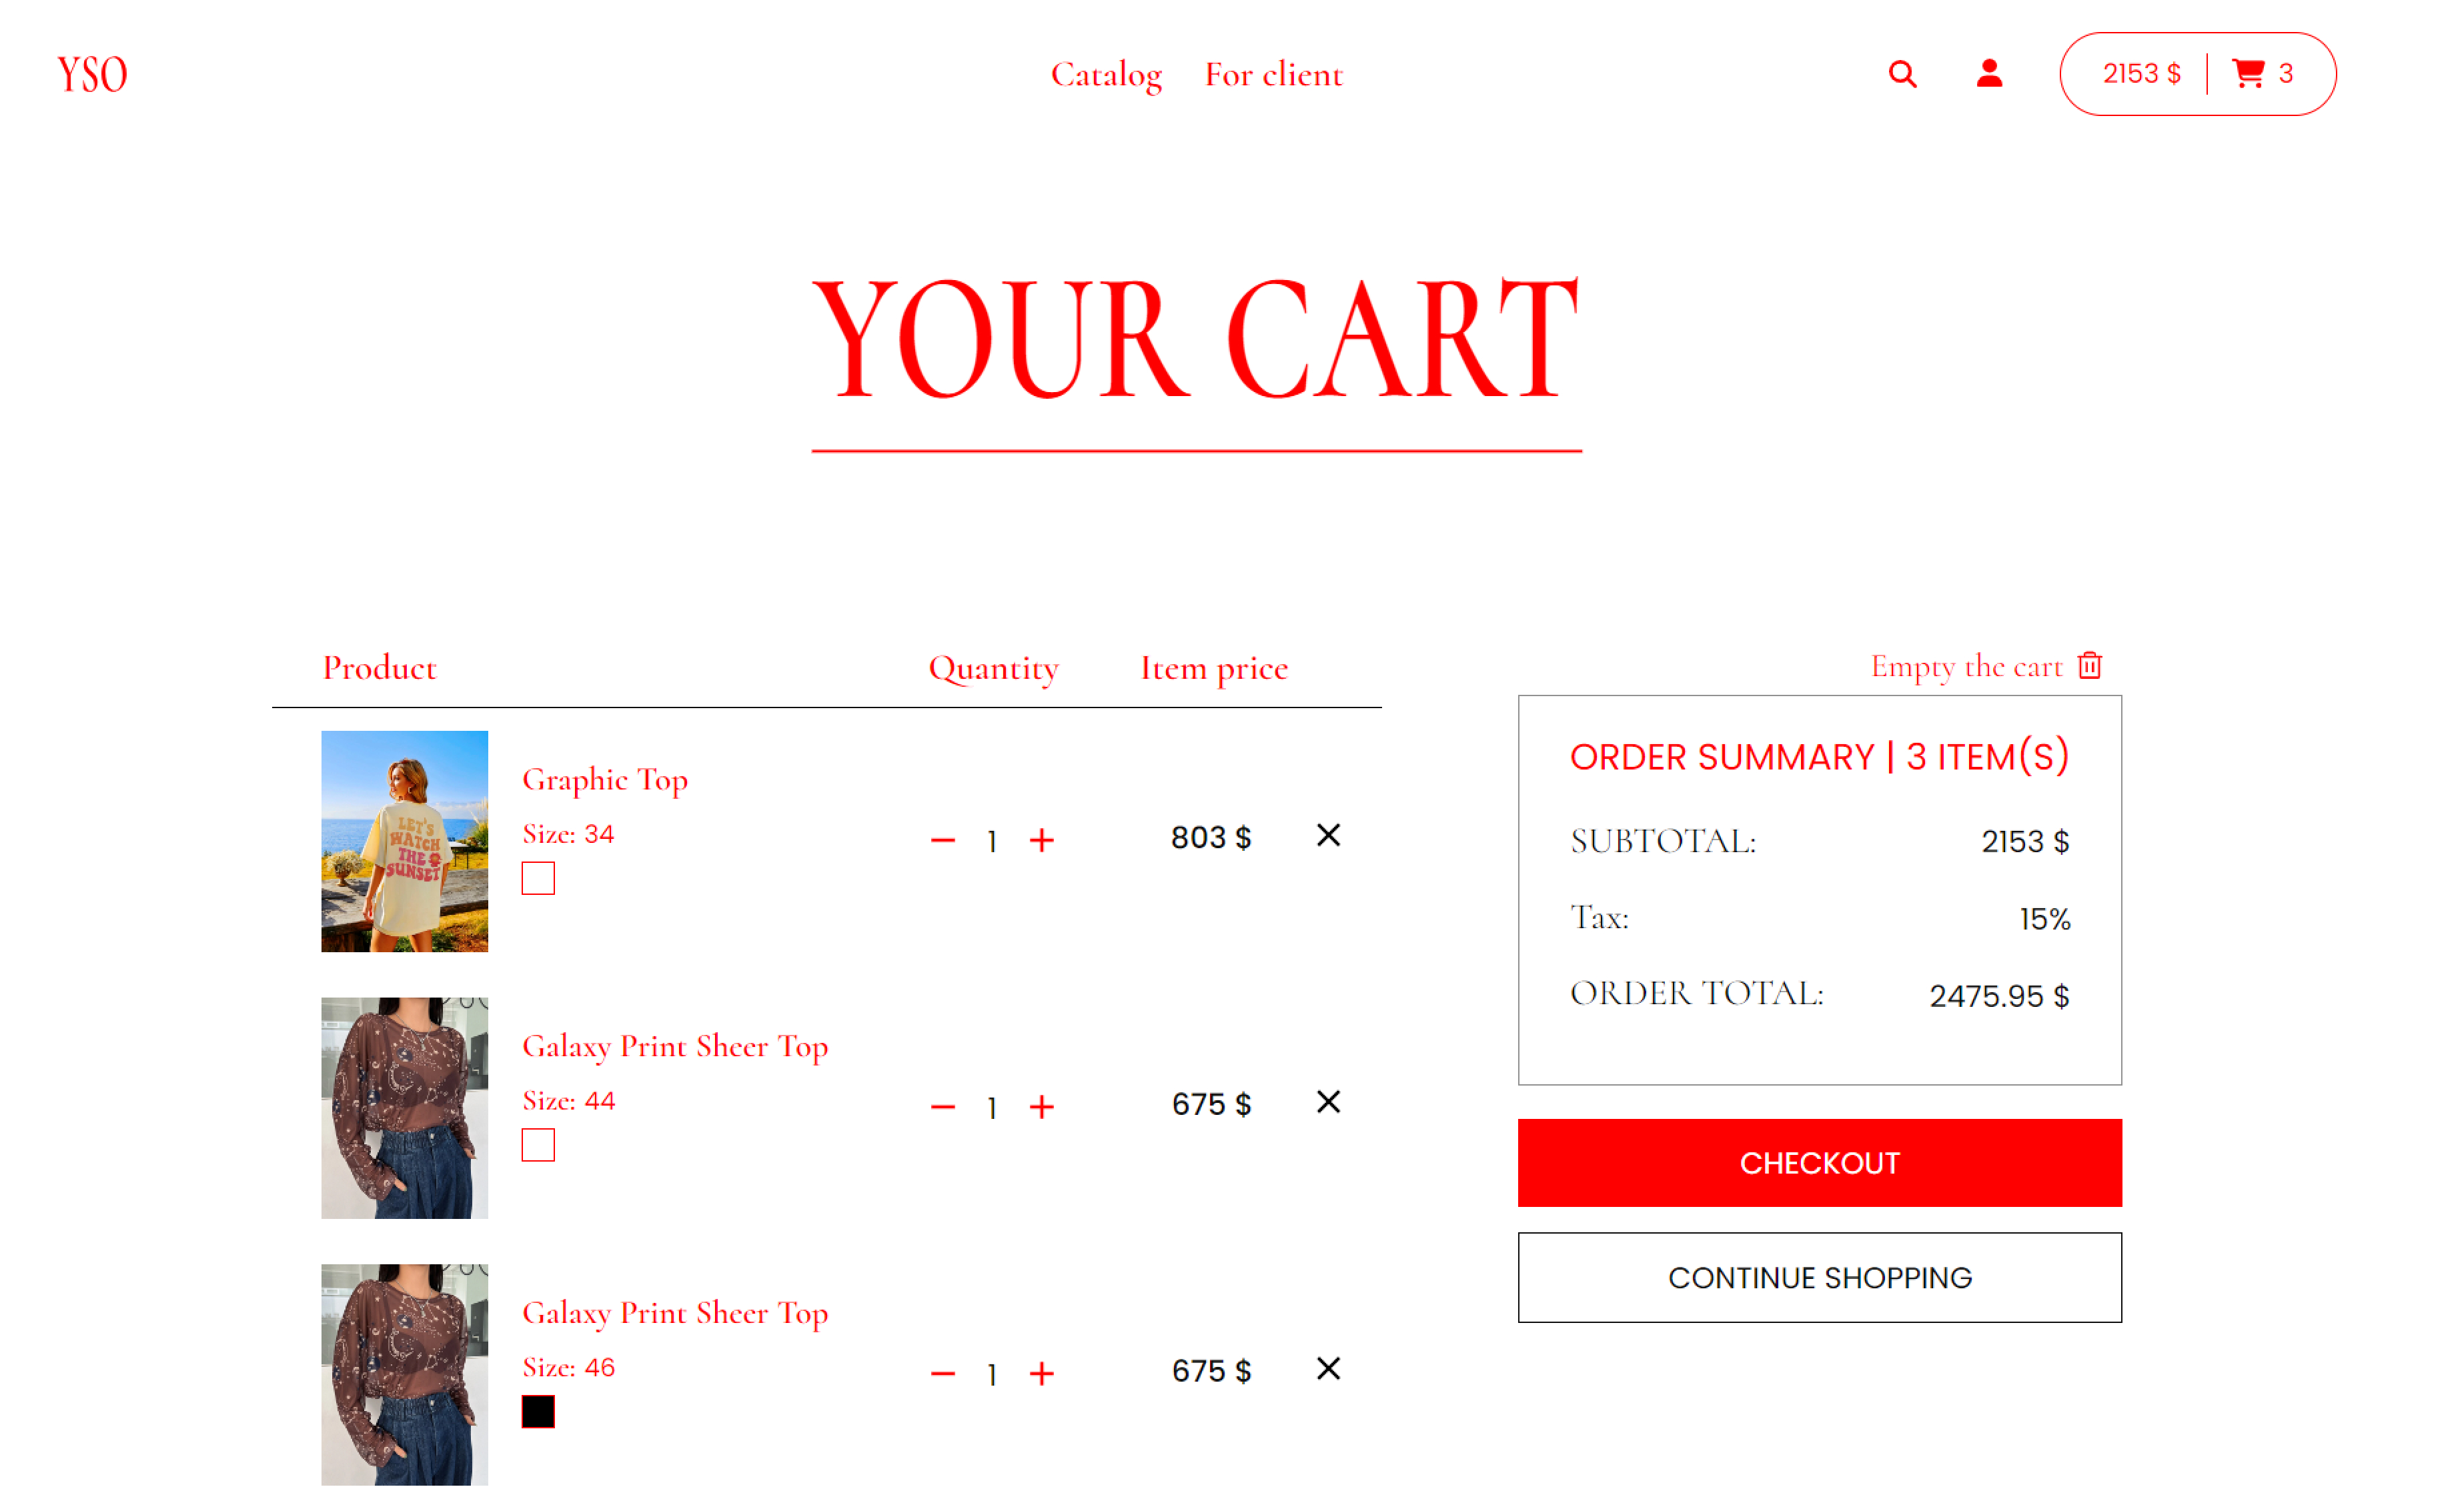 YSO
Catalog For client
2153 $ 3
YOUR CART
Product Quantity Item price
Graphic Top
Size: 34
1 803 $
LET'S
WATCH
THE
SUNSET
Galaxy Print Sheer Top
Size: 44
1 675 $
Galaxy Print Sheer Top
Size: 46
1 675 $
Empty the cart
ORDER SUMMARY | 3 ITEM(S)
SUBTOTAL: 2153 $
Tax: 15%
ORDER TOTAL: 2475.95 $
CHECKOUT
CONTINUE SHOPPING